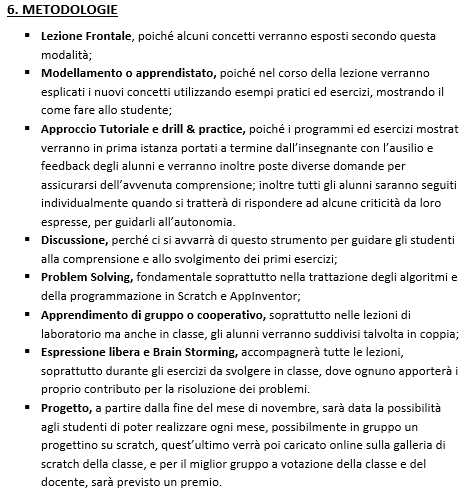 6. METODOLOGIE
▪ Lezione Frontale, poiché alcuni concetti verranno esposti secondo questa
modalità;
▪ Modellamento o apprendistato, poiché nel corso della lezione verranno
esplicati i nuovi concetti utilizzando esempi pratici ed esercizi, mostrando il
come fare allo studente;
▪ Approccio Tutoriale e drill & practice, poiché i programmi ed esercizi mostrat
verranno in prima istanza portati a termine dall'insegnante con l'ausilio e
feedback degli alunni e verranno inoltre poste diverse domande per
assicurarsi dell'avvenuta comprensione; inoltre tutti gli alunni saranno seguiti
individualmente quando si tratterà di rispondere ad alcune criticità da loro
espresse, per guidarli all'autonomia.
▪ Discussione, perché ci si avvarrà di questo strumento per guidare gli studenti
alla comprensione e allo svolgimento dei primi esercizi;
▪ Problem Solving, fondamentale soprattutto nella trattazione degli algoritmi e
della programmazione in Scratch e AppInventor;
▪ Apprendimento di gruppo o cooperativo, soprattutto nelle lezioni di
laboratorio ma anche in classe, gli alunni verranno suddivisi talvolta in coppia;
▪ Espressione libera e Brain Storming, accompagnerà tutte le lezioni,
soprattutto durante gli esercizi da svolgere in classe, dove ognuno apporterà i
proprio contributo per la risoluzione dei problemi.
▪ Progetto, a partire dalla fine del mese di novembre, sarà data la possibilità
agli studenti di poter realizzare ogni mese, possibilmente in gruppo un
progettino su scratch, quest'ultimo verrà poi caricato online sulla galleria di
scratch della classe, e per il miglior gruppo a votazione della classe e del
docente, sarà previsto un premio.